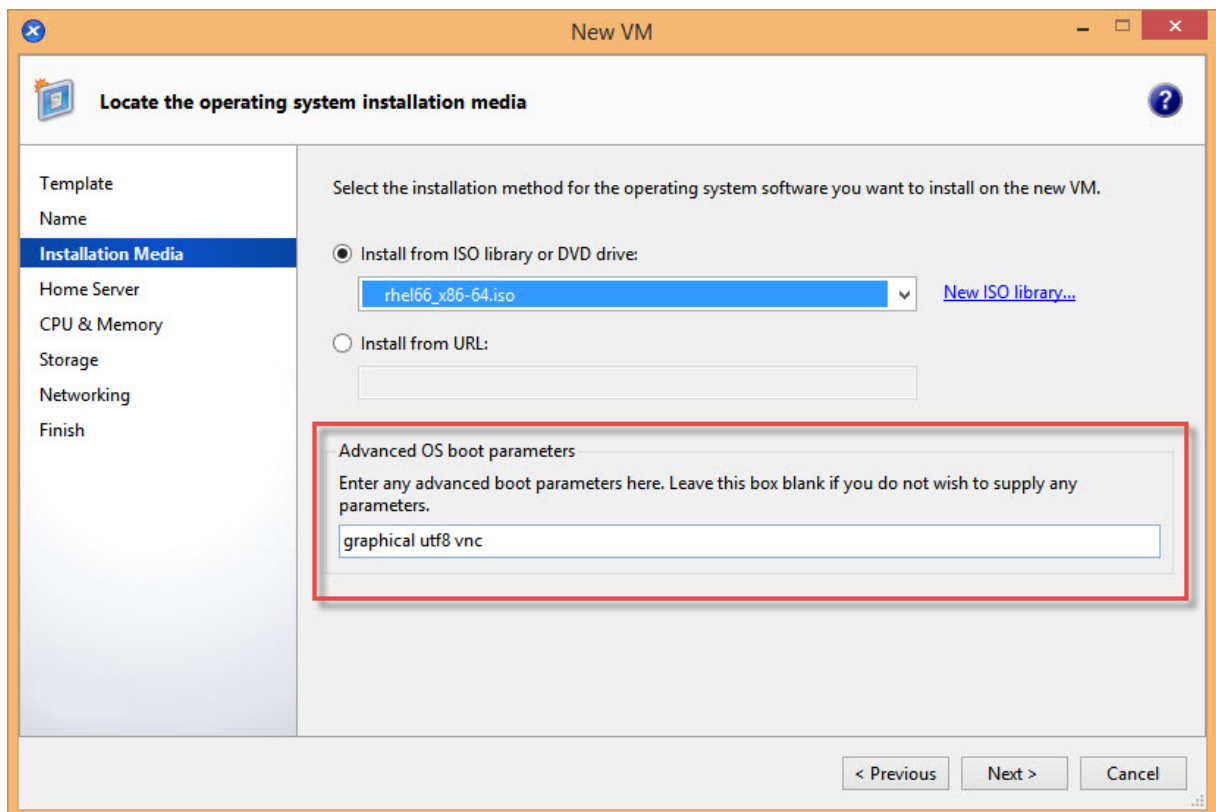 New VM
Locate the operating system installation media
?
Template
Name
Installation Media
Home Server
CPU & Memory
Storage
Networking
Finish
Select the installation method for the operating system software you want to install on the new VM.
Install from ISO library or DVD drive:
rhel66_x86-64.iso
New ISO library...
Install from URL:
Advanced OS boot parameters
Enter any advanced boot parameters here. Leave this box blank if you do not wish to supply any
parameters.
graphical utf8 vnc
< Previous
Next >
Cancel